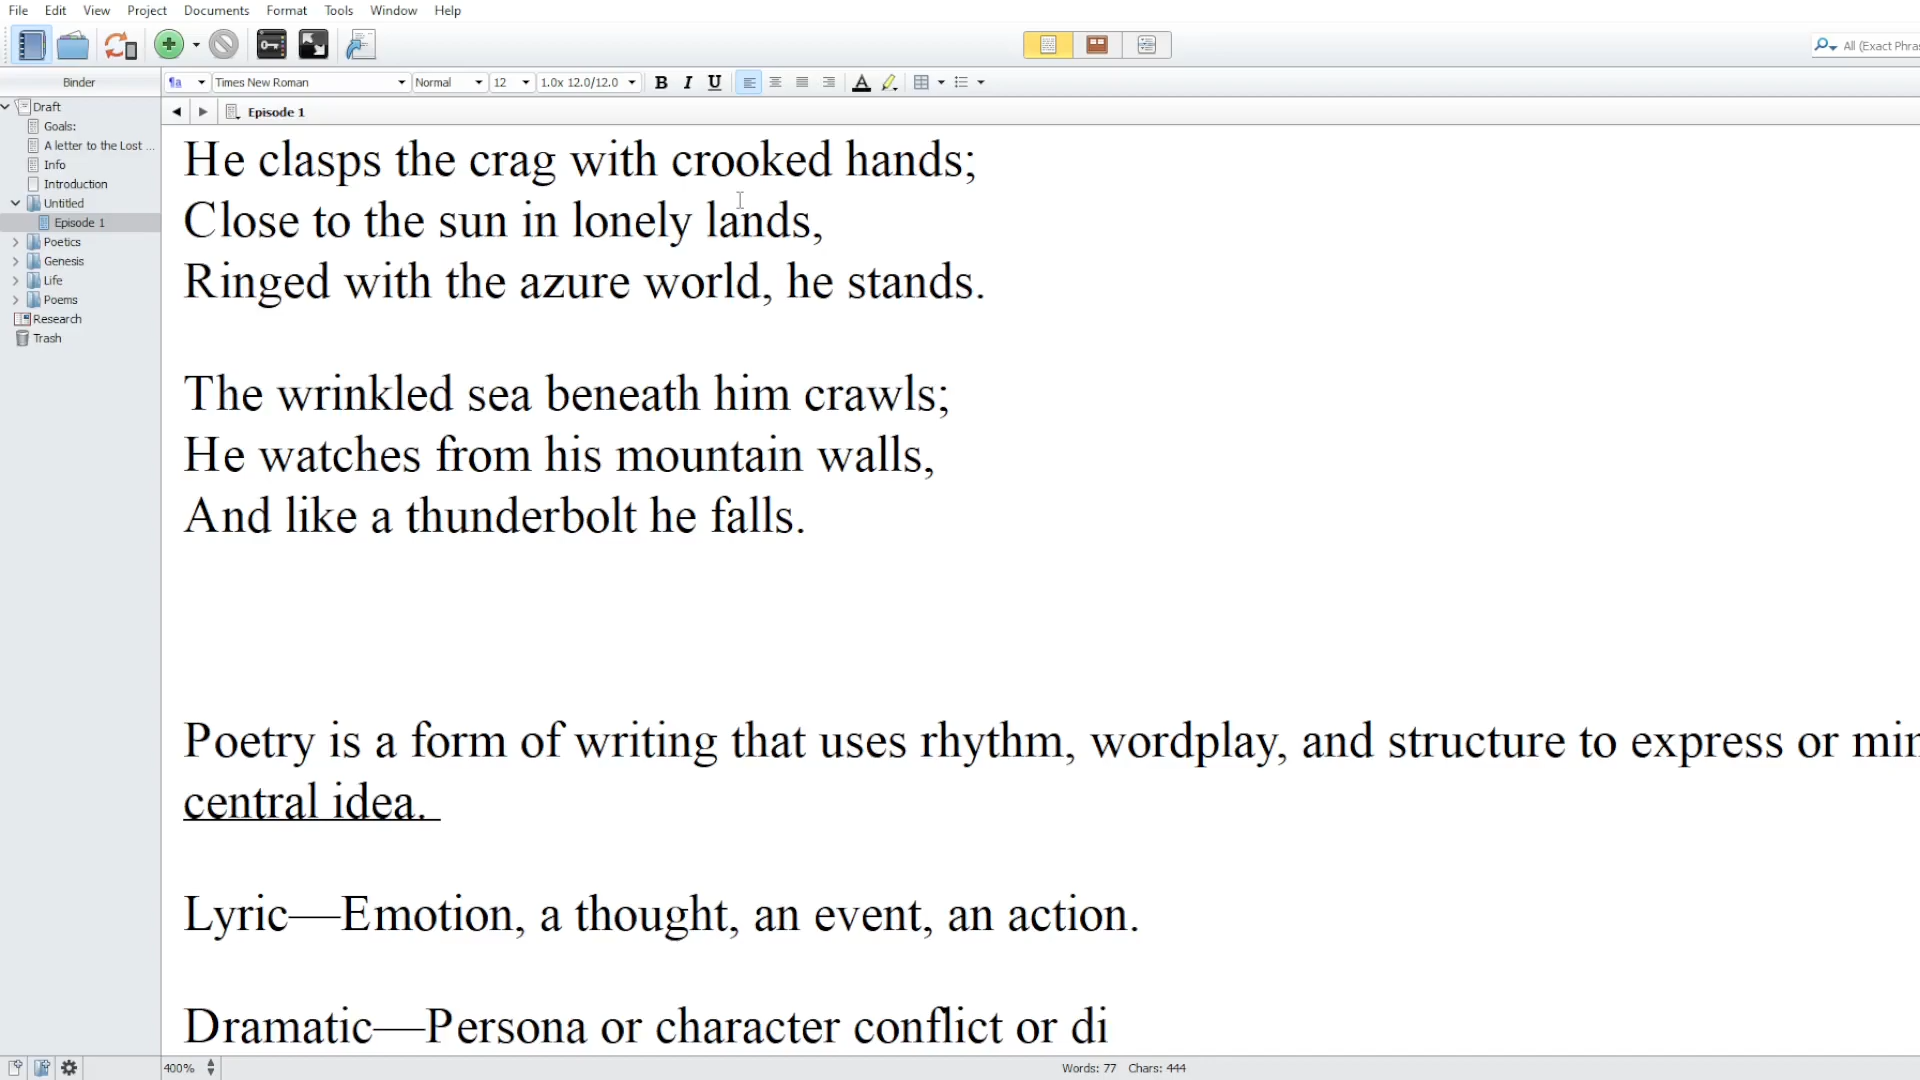 File Edit View Project Documents Format Tools Window Help
All (Exact Phras
Binder
Times New Roman Normal 12 1.0x 12.0/12.0 B I U A
Draft
Goals:
A letter to the Lost ...
Info
Introduction
Untitled
Episode 1
Poetics
Genesis
Life
Poems
Research
Trash
Episode 1
He clasps the crag with crooked hands;
Close to the sun in lonely lands,
Ringed with the azure world, he stands.
The wrinkled sea beneath him crawls;
He watches from his mountain walls,
And like a thunderbolt he falls.
Poetry is a form of writing that uses rhythm, wordplay, and structure to express or mi
central idea.
Lyric—Emotion, a thought, an event, an action.
Dramatic—Persona or character conflict or di
400% Words: 77 Chars: 444